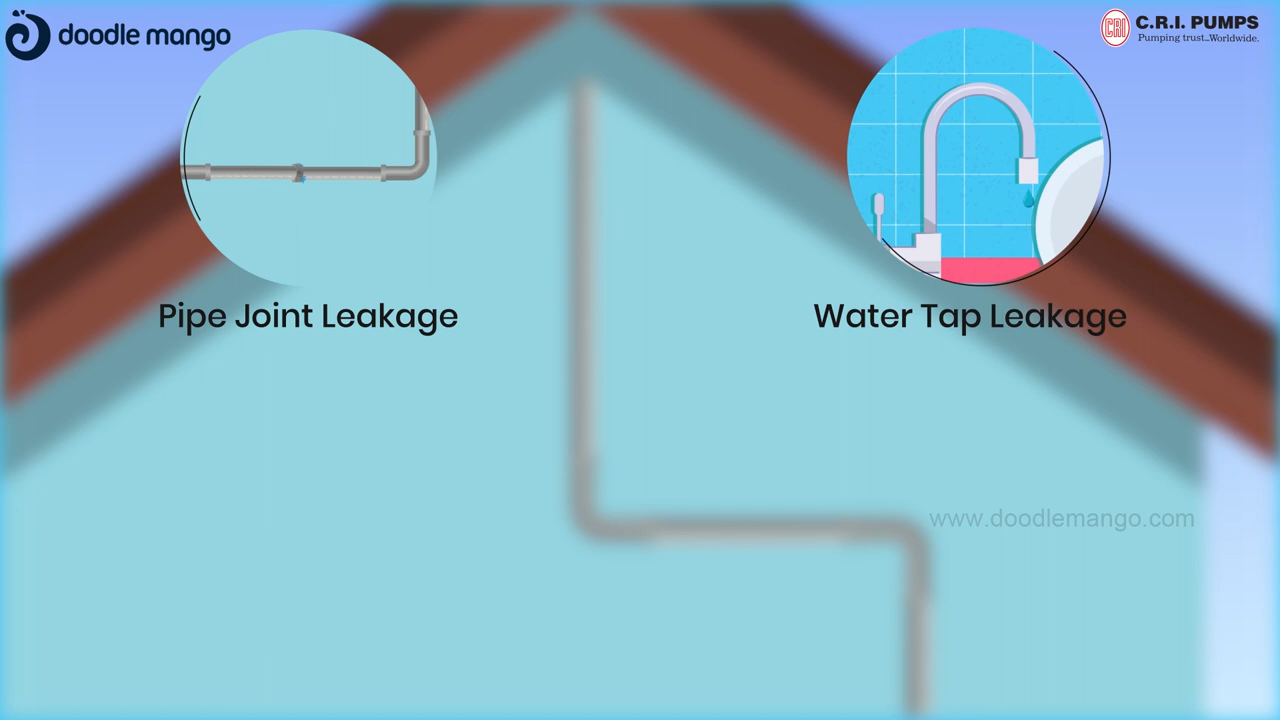 doodle mango
CRI C.R.I. PUMPS
Pumping trust...Worldwide.
Pipe Joint Leakage
Water Tap Leakage
www.doodlemango.com